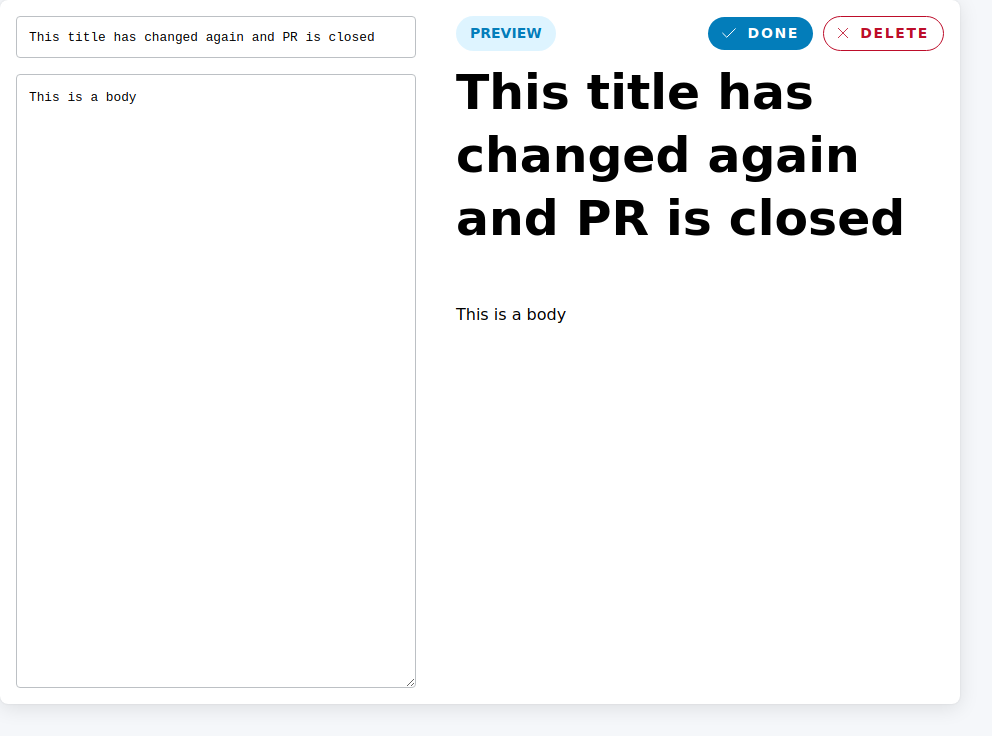 This title has changed again and PR is closed
This is a body
PREVIEW
DONE
DELETE
This title has
changed again
and PR is closed
This is a body